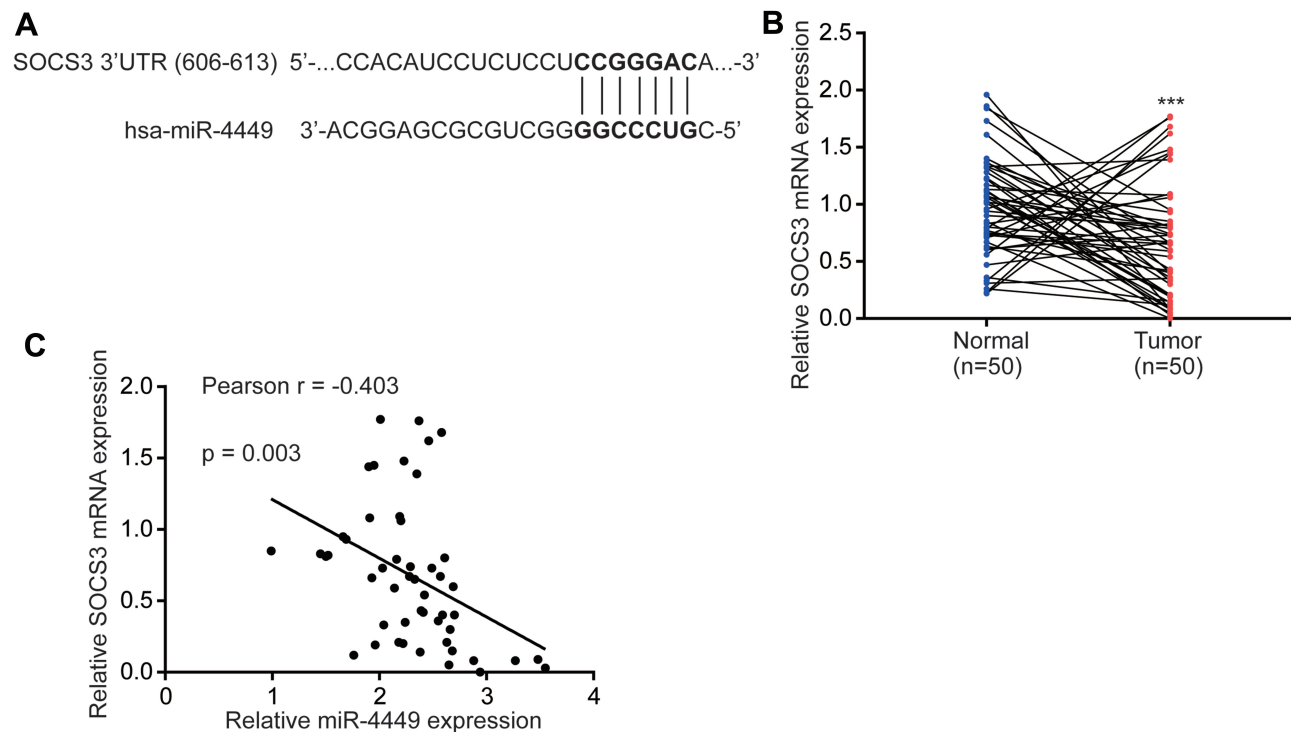 A
SOCS3 3’UTR (606-613) 5’-...CCACAUCCUCUCCUCCGGGACA...-3’
hsa-miR-4449 3’-ACGGAGCGCGUCGGGGCCCUGC-5’
B
Relative SOCS3 mRNA expression
2.5
2.0
1.5
1.0
0.5
0.0
***
Normal
(n=50)
Tumor
(n=50)
C
Relative SOCS3 mRNA expression
2.0
1.5
1.0
0.5
0.0
Pearson r = -0.403
p = 0.003
0 1 2 3 4
Relative miR-4449 expression